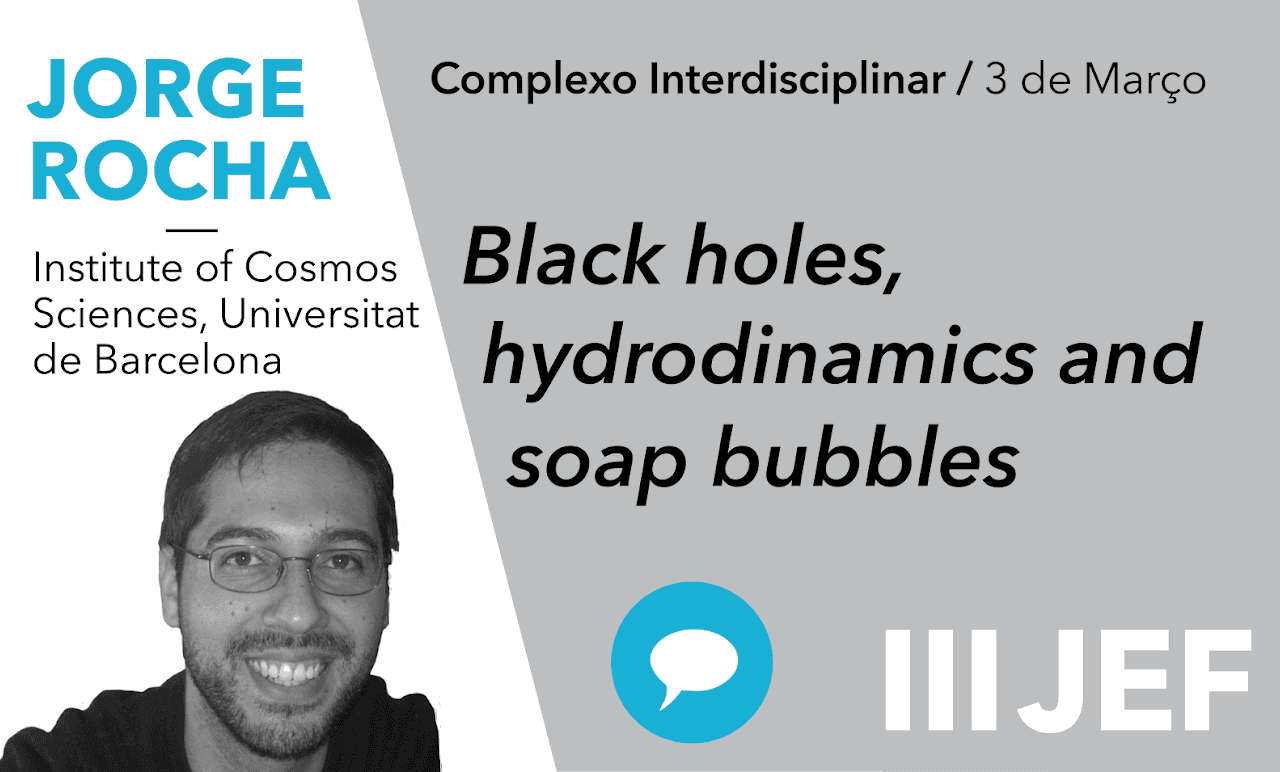 JORGE
ROCHA
Institute of Cosmos
Sciences, Universitat
de Barcelona
Complexo Interdisciplinar / 3 de Março
Black holes,
hydrodinamics and
soap bubbles
III JEF